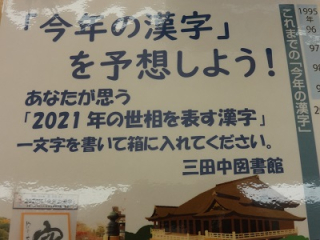 「今年の漢字」
を予想しよう!
あなたが思う
「2021年の世相を表す漢字」
一文字を書いて箱に入れてください。
三田中図書館
これまでの「今年の漢字」
1995
96
97